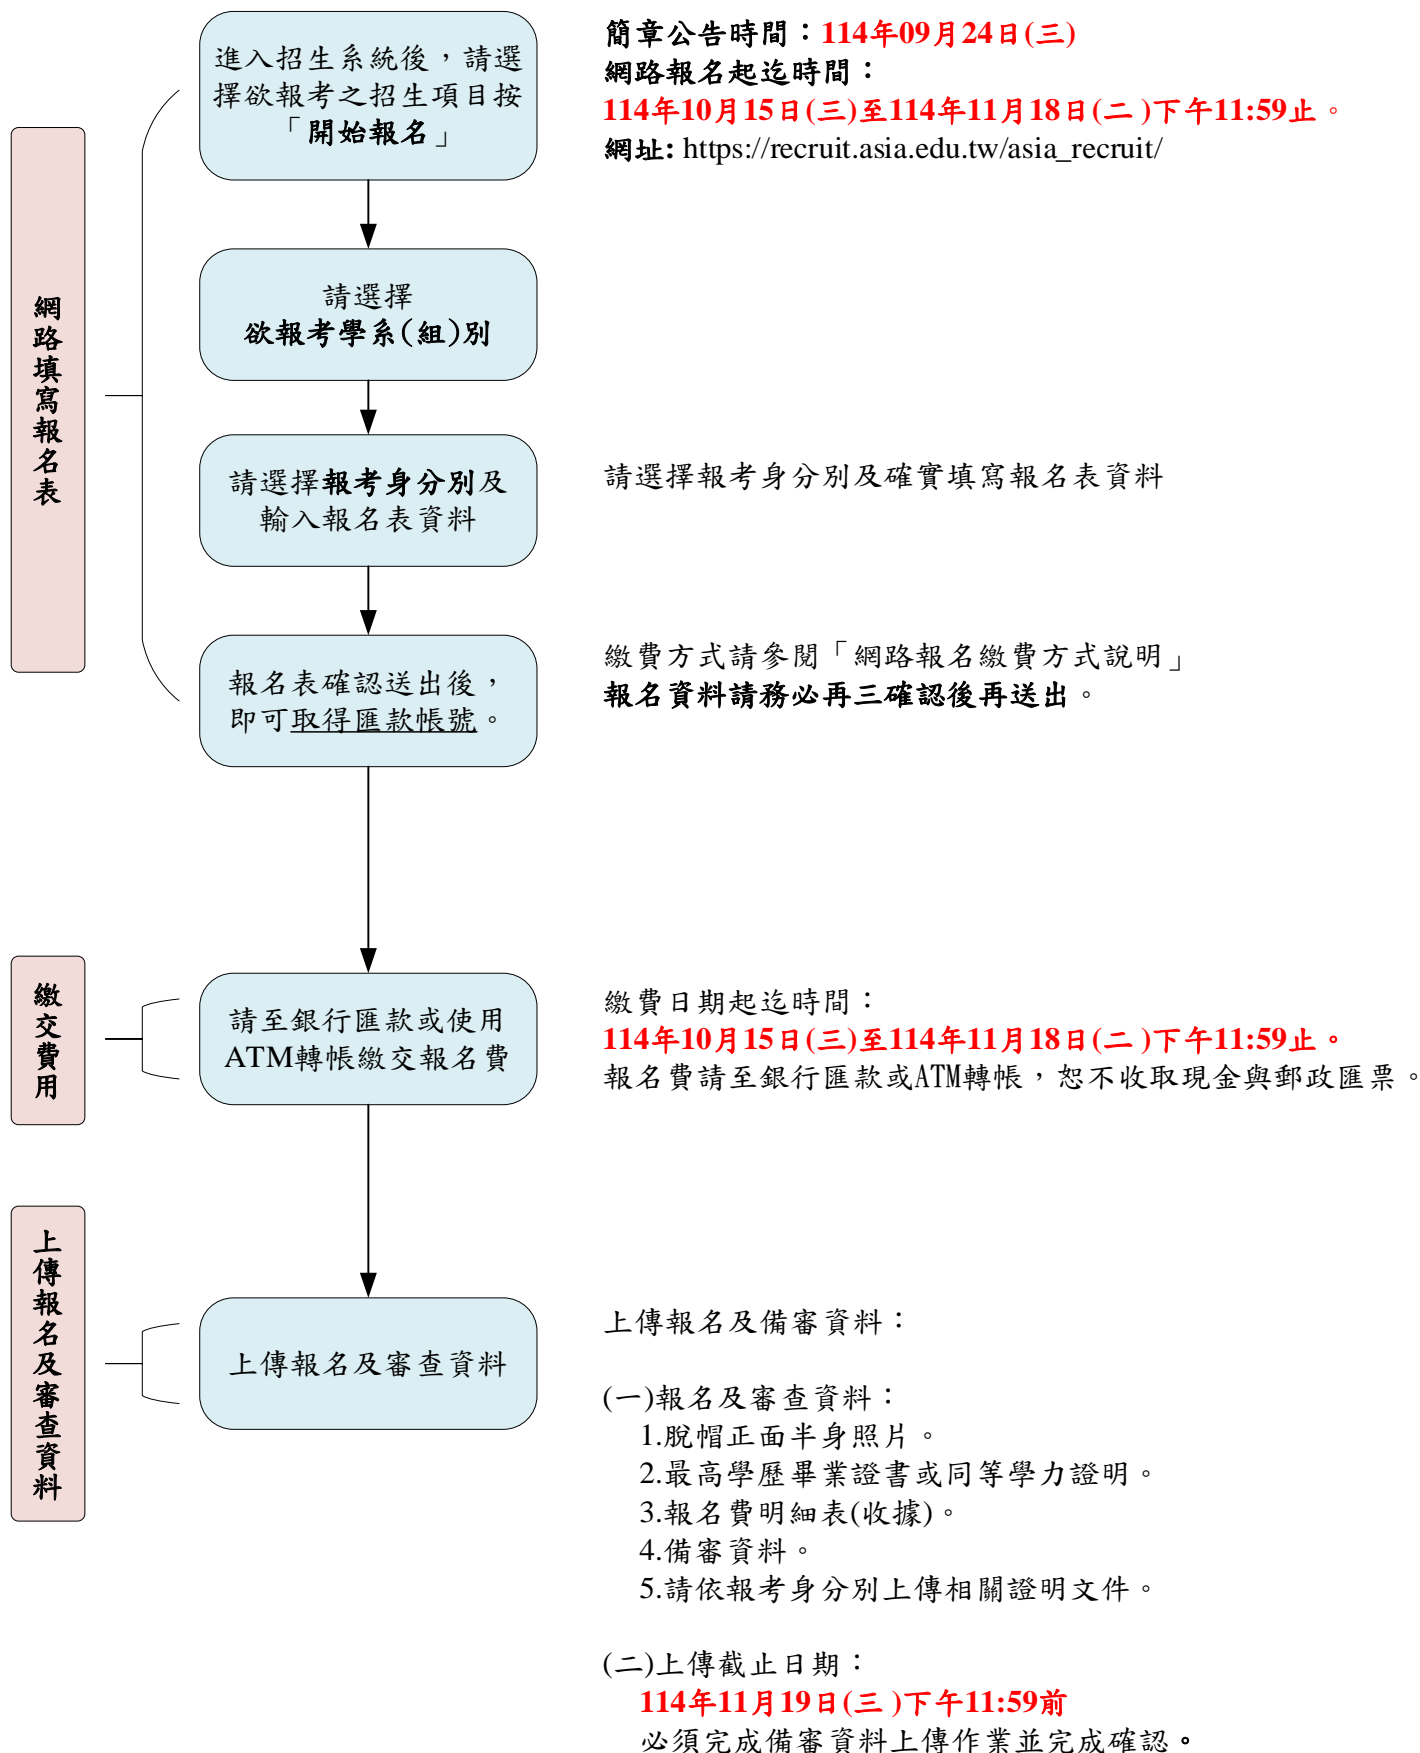 網路填寫報名表
進入招生系統後，請選
擇欲報考之招生項目按
「開始報名」
簡章公告時間：114年09月24日(三)
網路報名起迄時間：
114年10月15日(三)至114年11月18日(二 )下午11:59止。
網址: https://recruit.asia.edu.tw/asia_recruit/
請選擇
欲報考學系(組)別
請選擇報考身分別及
輸入報名表資料
請選擇報考身分別及確實填寫報名表資料
報名表確認送出後，
即可取得匯款帳號。
繳費方式請參閱「網路報名繳費方式說明」
報名資料請務必再三確認後再送出。
繳交費用
請至銀行匯款或使用
ATM轉帳繳交報名費
繳費日期起迄時間：
114年10月15日(三)至114年11月18日(二 )下午11:59止。
報名費請至銀行匯款或ATM轉帳，恕不收取現金與郵政匯票。
上傳報名及審查資料
上傳報名及審查資料
上傳報名及備審資料：
(一)報名及審查資料：
1.脫帽正面半身照片。
2.最高學歷畢業證書或同等學力證明。
3.報名費明細表(收據)。
4.備審資料。
5.請依報考身分別上傳相關證明文件。
(二)上傳截止日期：
114年11月19日(三 )下午11:59前
必須完成備審資料上傳作業並完成確認。